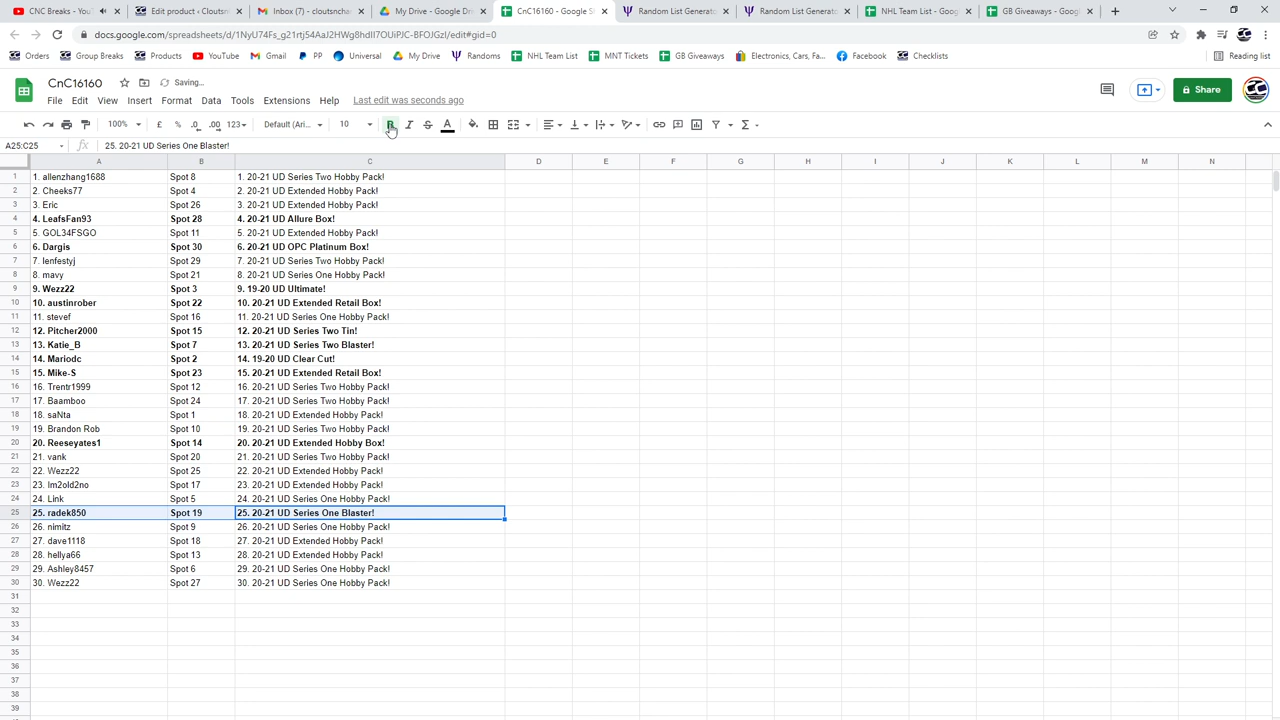 CNC Breaks - You
Edit product - Cloutsn
Inbox (7) - cloutsncha
My Drive - Google Dri
CnC16160 - Google S
Random List Generat
Random List Generato
NHL Team List - Goog
GB Giveaways - Googl
docs.google.com/spreadsheets/d/1NyU74Fs_g21rtj54AaJ2HWg8hdlI7OUiPJC-BFOJGzI/edit#gid=0
Orders Group Breaks Products YouTube Gmail PP Universal My Drive Randoms NHL Team List MNT Tickets GB Giveaways Electronics, Cars, Fa... Facebook Checklists Reading list
CnC16160 Saving...
File Edit View Insert Format Data Tools Extensions Help Last edit was seconds ago Share
100% £ % .0 .00 123 Default (Ari... 10 B I S A
A25:C25 fx 25. 20-21 UD Series One Blaster!
A B C D E F G H I J K L M N
1 1. allenzhang1688 Spot 8 1. 20-21 UD Series Two Hobby Pack!
2 2. Cheeks77 Spot 4 2. 20-21 UD Extended Hobby Pack!
3 3. Eric Spot 26 3. 20-21 UD Extended Hobby Pack!
4 4. LeafsFan93 Spot 28 4. 20-21 UD Allure Box!
5 5. GOL34FSGO Spot 11 5. 20-21 UD Extended Hobby Pack!
6 6. Dargis Spot 30 6. 20-21 UD OPC Platinum Box!
7 7. lenfestyj Spot 29 7. 20-21 UD Series Two Hobby Pack!
8 8. mavy Spot 21 8. 20-21 UD Series One Hobby Pack!
9 9. Wezz22 Spot 3 9. 19-20 UD Ultimate!
10 10. austinrober Spot 22 10. 20-21 UD Extended Retail Box!
11 11. stevef Spot 16 11. 20-21 UD Series One Hobby Pack!
12 12. Pitcher2000 Spot 15 12. 20-21 UD Series Two Tin!
13 13. Katie_B Spot 7 13. 20-21 UD Series Two Blaster!
14 14. Mariodc Spot 2 14. 19-20 UD Clear Cut!
15 15. Mike-S Spot 23 15. 20-21 UD Extended Retail Box!
16 16. Trentr1999 Spot 12 16. 20-21 UD Series Two Hobby Pack!
17 17. Baamboo Spot 24 17. 20-21 UD Series Two Hobby Pack!
18 18. saNta Spot 1 18. 20-21 UD Extended Hobby Pack!
19 19. Brandon Rob Spot 10 19. 20-21 UD Series Two Hobby Pack!
20 20. Reeseyates1 Spot 14 20. 20-21 UD Extended Hobby Box!
21 21. vank Spot 20 21. 20-21 UD Series Two Hobby Pack!
22 22. Wezz22 Spot 25 22. 20-21 UD Extended Hobby Pack!
23 23. Im2old2no Spot 17 23. 20-21 UD Extended Hobby Pack!
24 24. Link Spot 5 24. 20-21 UD Series One Hobby Pack!
25 25. radek850 Spot 19 25. 20-21 UD Series One Blaster!
26 26. nimitz Spot 9 26. 20-21 UD Series One Hobby Pack!
27 27. dave1118 Spot 18 27. 20-21 UD Extended Hobby Pack!
28 28. hellya66 Spot 13 28. 20-21 UD Extended Hobby Pack!
29 29. Ashley8457 Spot 6 29. 20-21 UD Series One Hobby Pack!
30 30. Wezz22 Spot 27 30. 20-21 UD Series One Hobby Pack!
31
32
33
34
35
36
37
38
39